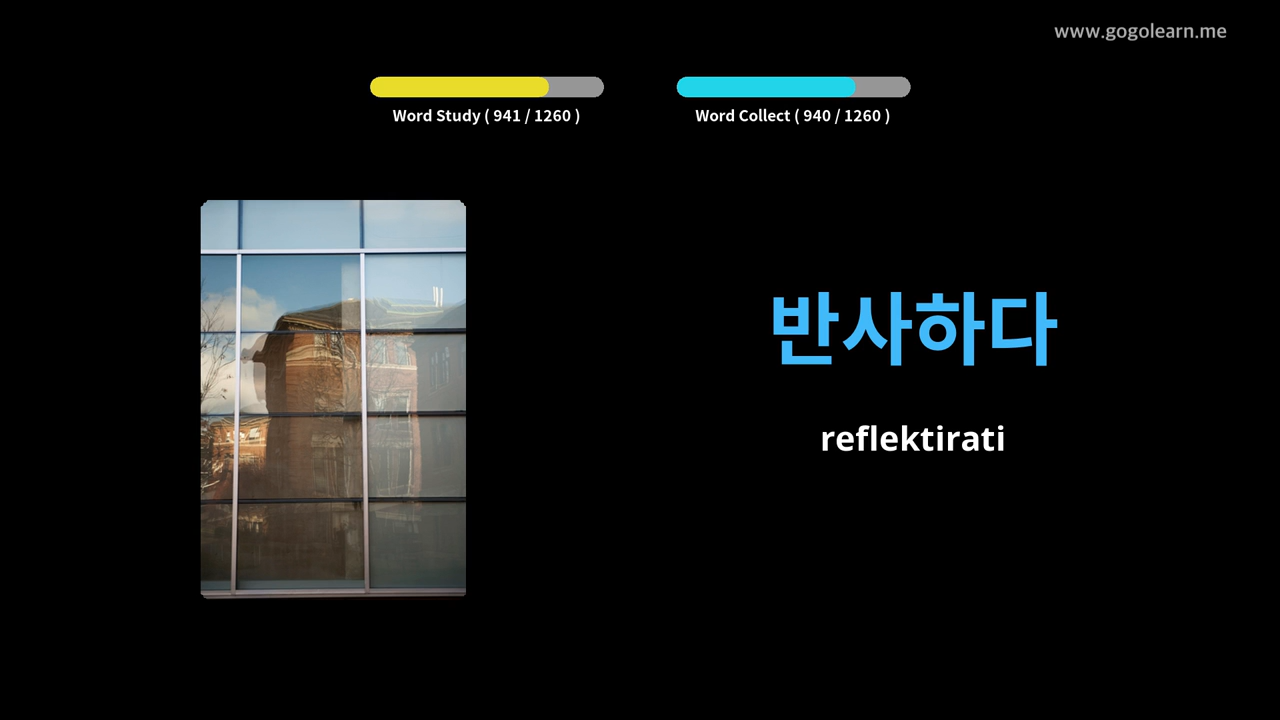 www.gogolearn.me
Word Study ( 941 / 1260 )
Word Collect ( 940 / 1260 )
반사하다
reflektirati